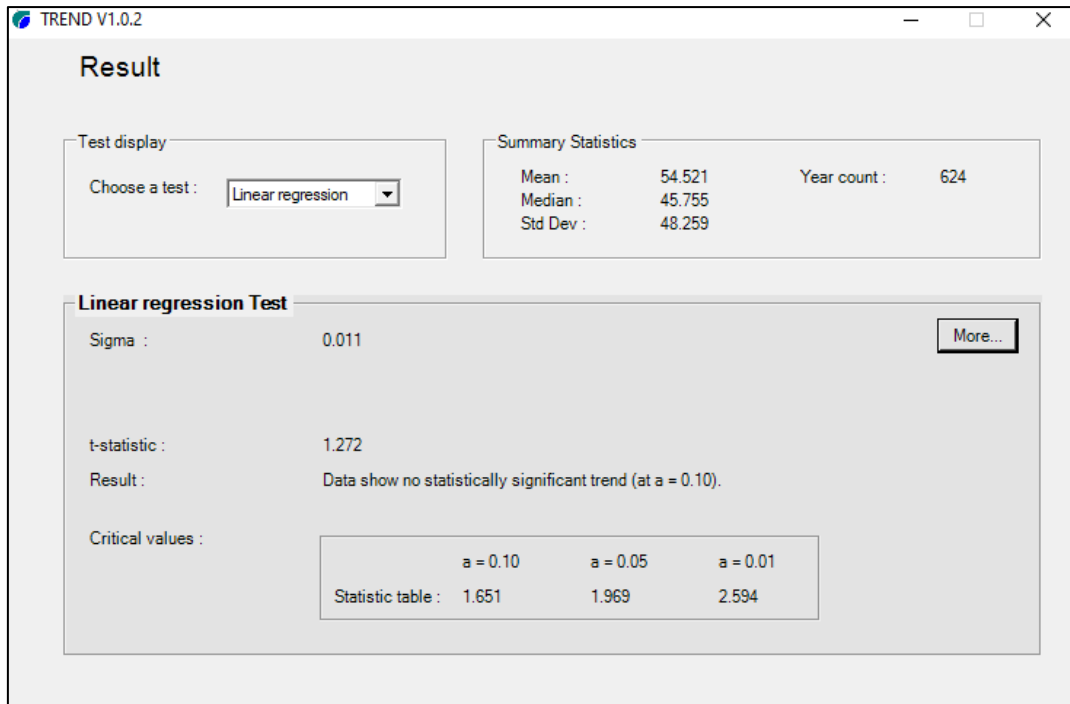 TREND V1.0.2
Result
Test display
Choose a test :
Linear regression
Summary Statistics
Mean : 54.521 Year count : 624
Median : 45.755
Std Dev : 48.259
Linear regression Test
Sigma : 0.011
More...
t-statistic : 1.272
Result : Data show no statistically significant trend (at a = 0.10).
Critical values :
a = 0.10 a = 0.05 a = 0.01
Statistic table : 1.651 1.969 2.594